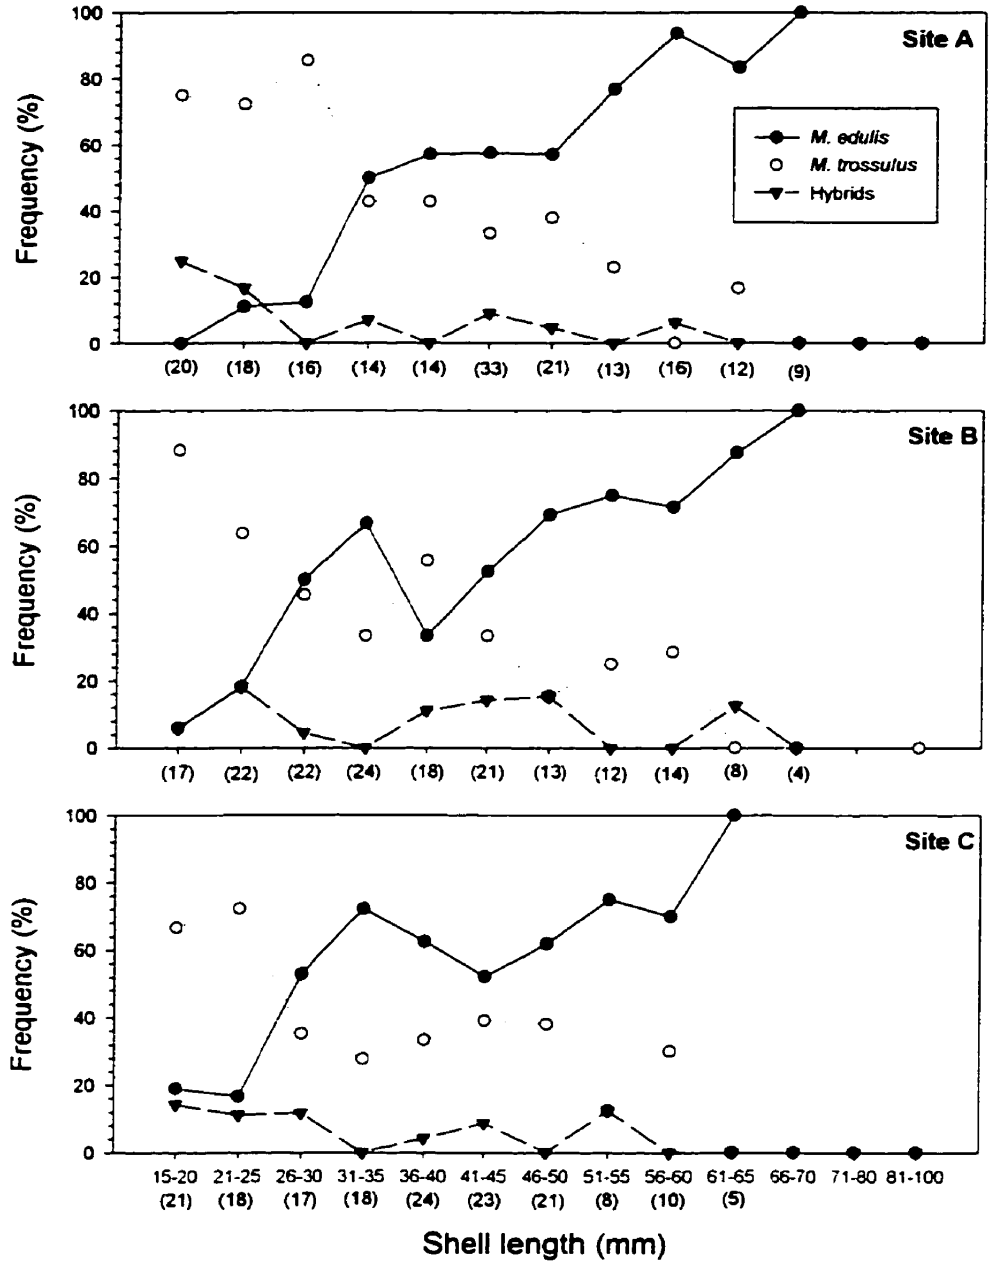 Site A
Frequency (%)
100
80
60
40
20
0
M. edulis
M. trossulus
Hybrids
(20) (18) (16) (14) (14) (33) (21) (13) (16) (12) (9)
Site B
Frequency (%)
100
80
60
40
20
0
(17) (22) (22) (24) (18) (21) (13) (12) (14) (8) (4)
Site C
Frequency (%)
100
80
60
40
20
0
15-20 21-25 26-30 31-35 36-40 41-45 46-50 51-55 56-60 61-65 66-70 71-80 81-100
(21) (18) (17) (18) (24) (23) (21) (8) (10) (5)
Shell length (mm)